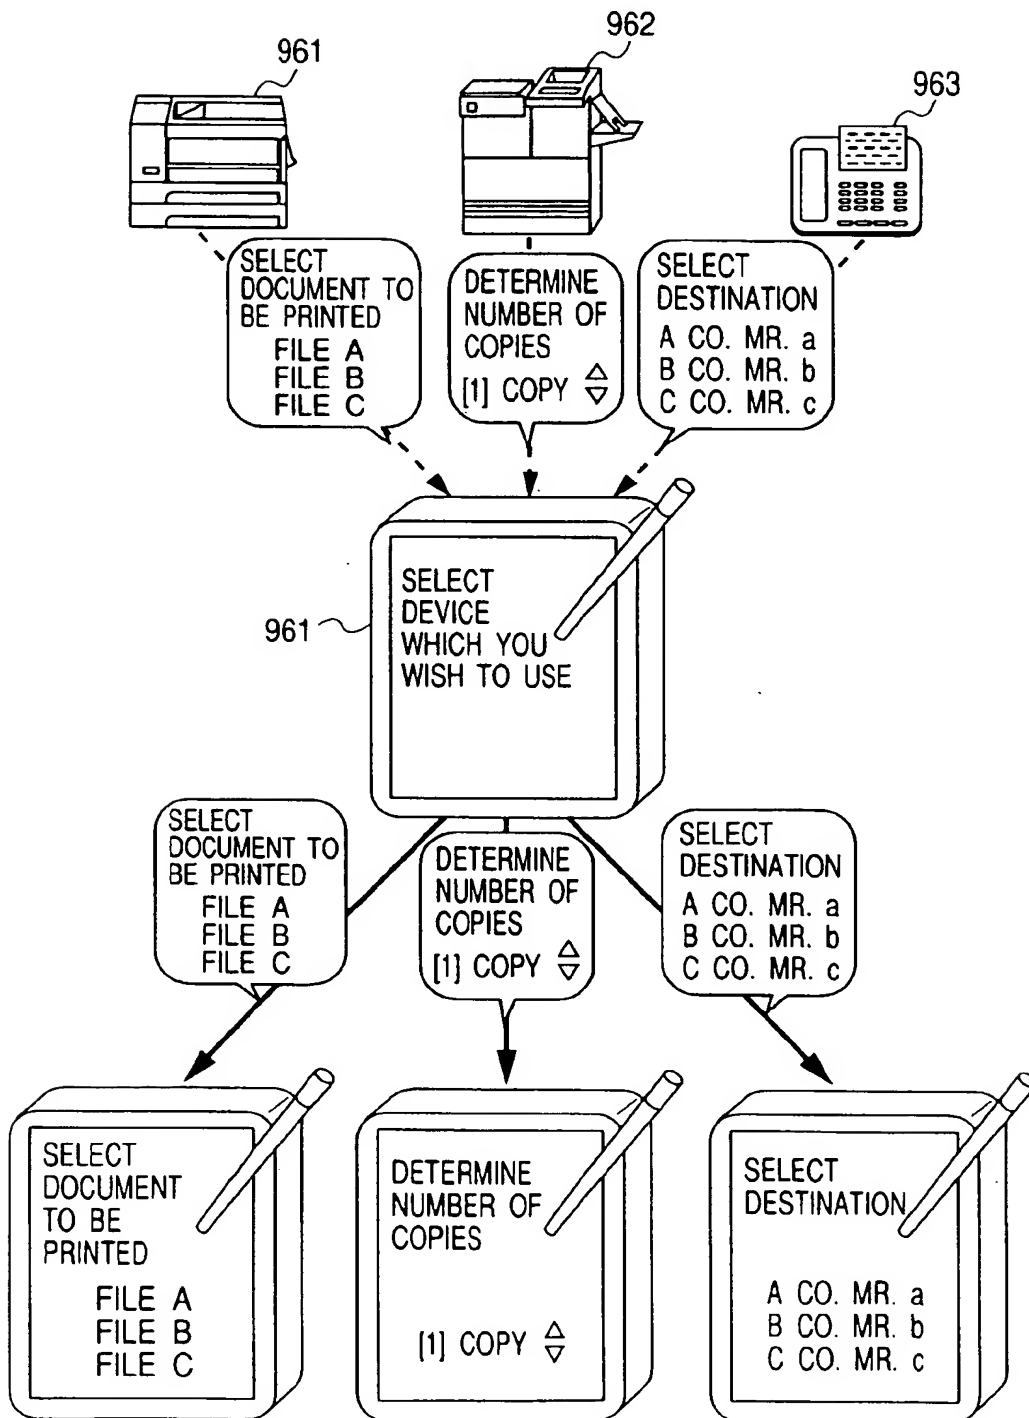 961
962
963
SELECT
DOCUMENT TO
BE PRINTED
FILE A
FILE B
FILE C
DETERMINE
NUMBER OF
COPIES
[1] COPY
SELECT
DESTINATION
A CO. MR. a
B CO. MR. b
C CO. MR. c
961
SELECT
DEVICE
WHICH YOU
WISH TO USE
SELECT
DOCUMENT TO
BE PRINTED
FILE A
FILE B
FILE C
DETERMINE
NUMBER OF
COPIES
[1] COPY
SELECT
DESTINATION
A CO. MR. a
B CO. MR. b
C CO. MR. c
SELECT
DOCUMENT
TO BE
PRINTED
FILE A
FILE B
FILE C
DETERMINE
NUMBER OF
COPIES
[1] COPY
SELECT
DESTINATION
A CO. MR. a
B CO. MR. b
C CO. MR. c